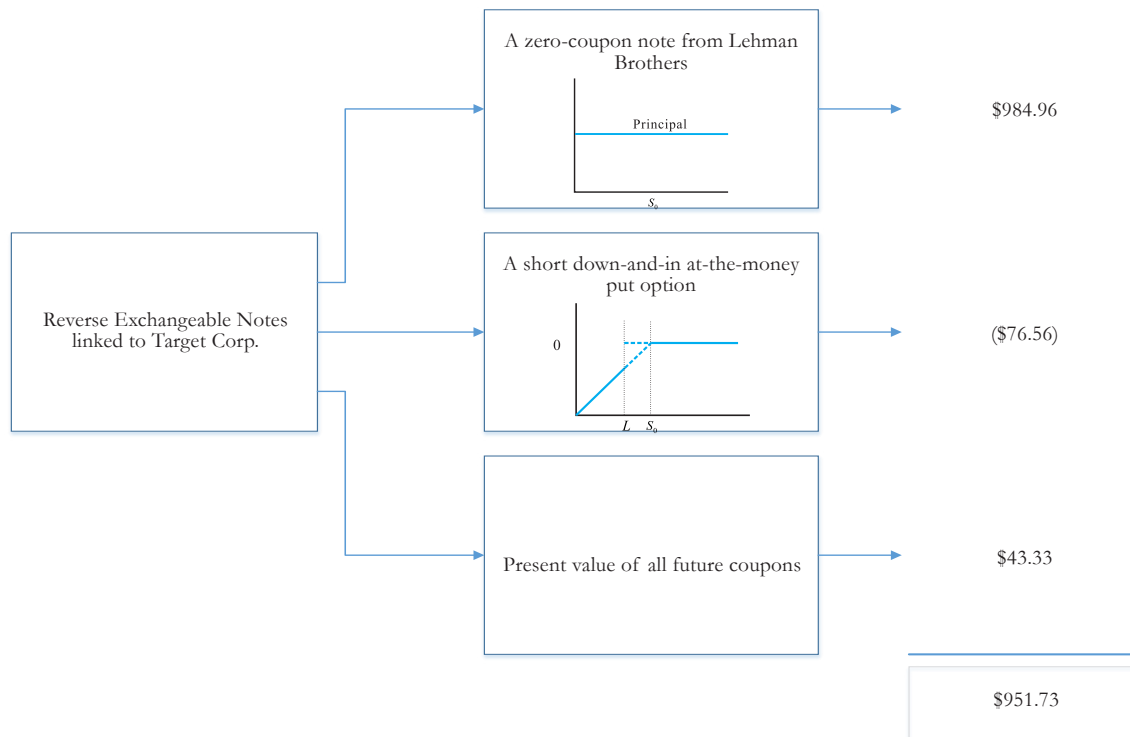 A zero-coupon note from Lehman
Brothers
Principal
S₀
$984.96
Reverse Exchangeable Notes
linked to Target Corp.
A short down-and-in at-the-money
put option
0
L S₀
($76.56)
Present value of all future coupons
$43.33
$951.73